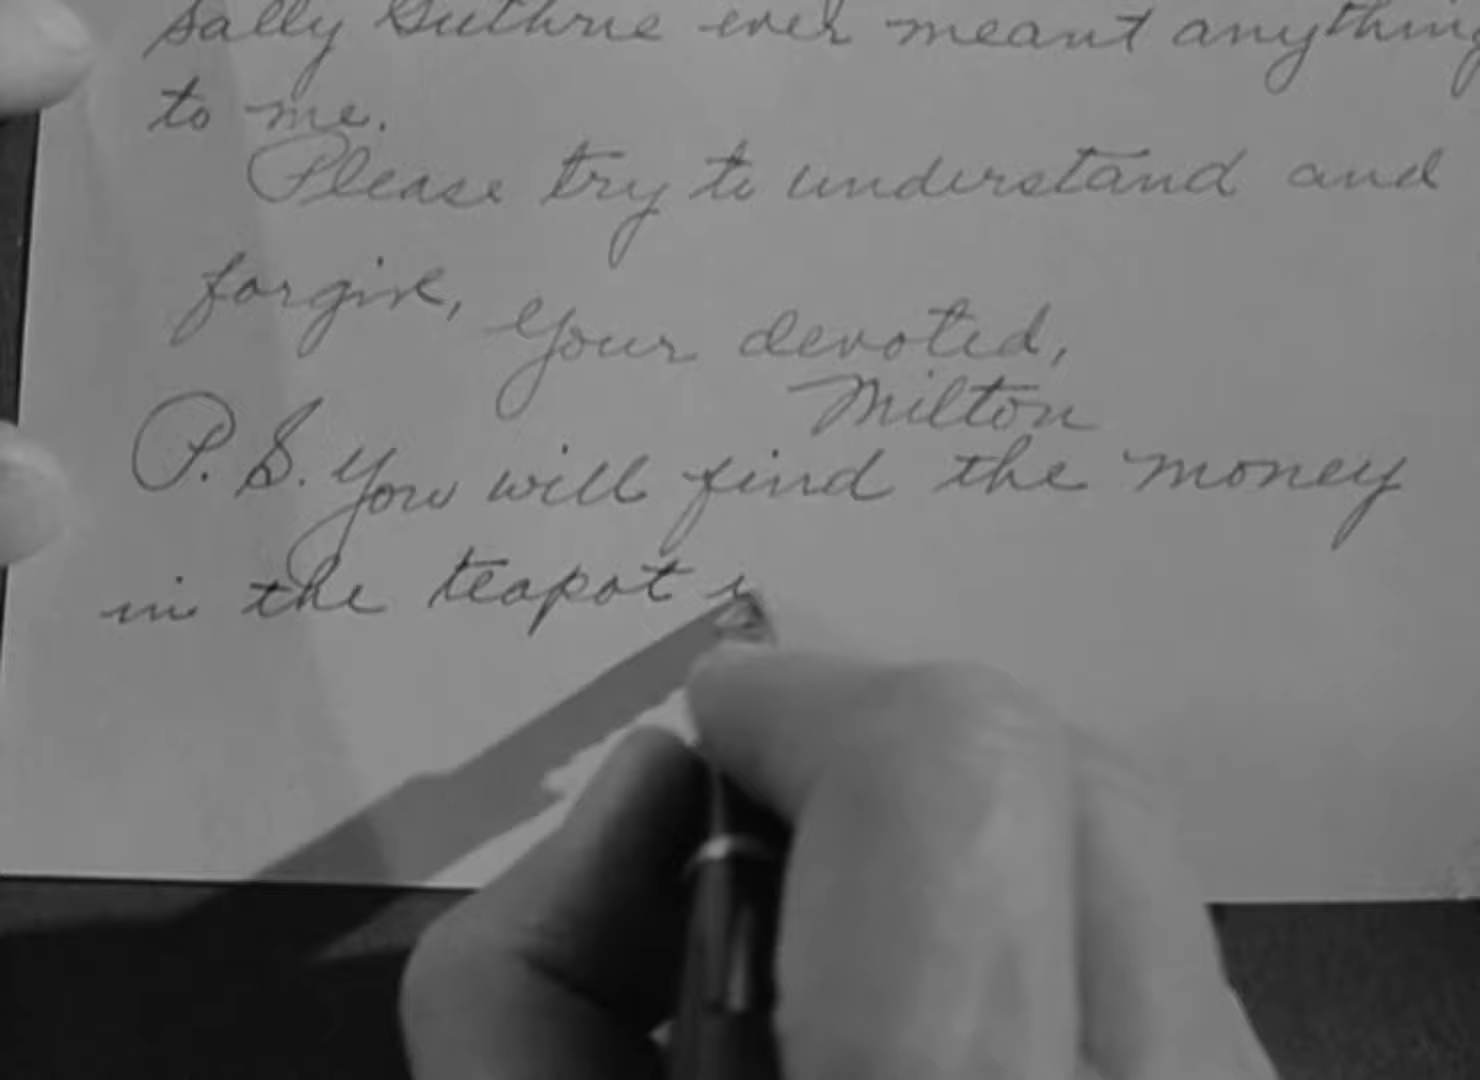 Sally Guthrie ever meant anything
to me.
Please try to understand and
forgive,
Your devoted,
Milton
P.S. You will find the money
in the teapot